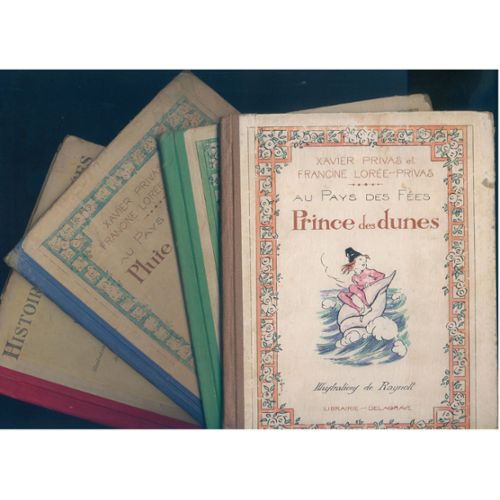 XAVIER PRIVAS et
FRANCINE LORÉE-PRIVAS
AU PAYS DES FÉES
Prince des dunes
Illustrations de Raynolt
LIBRAIRIE - DELAGRAVE
XAVIER PRIVA
FRANCINE LORÉE
AU PAYS
Pluie
HISTOIR